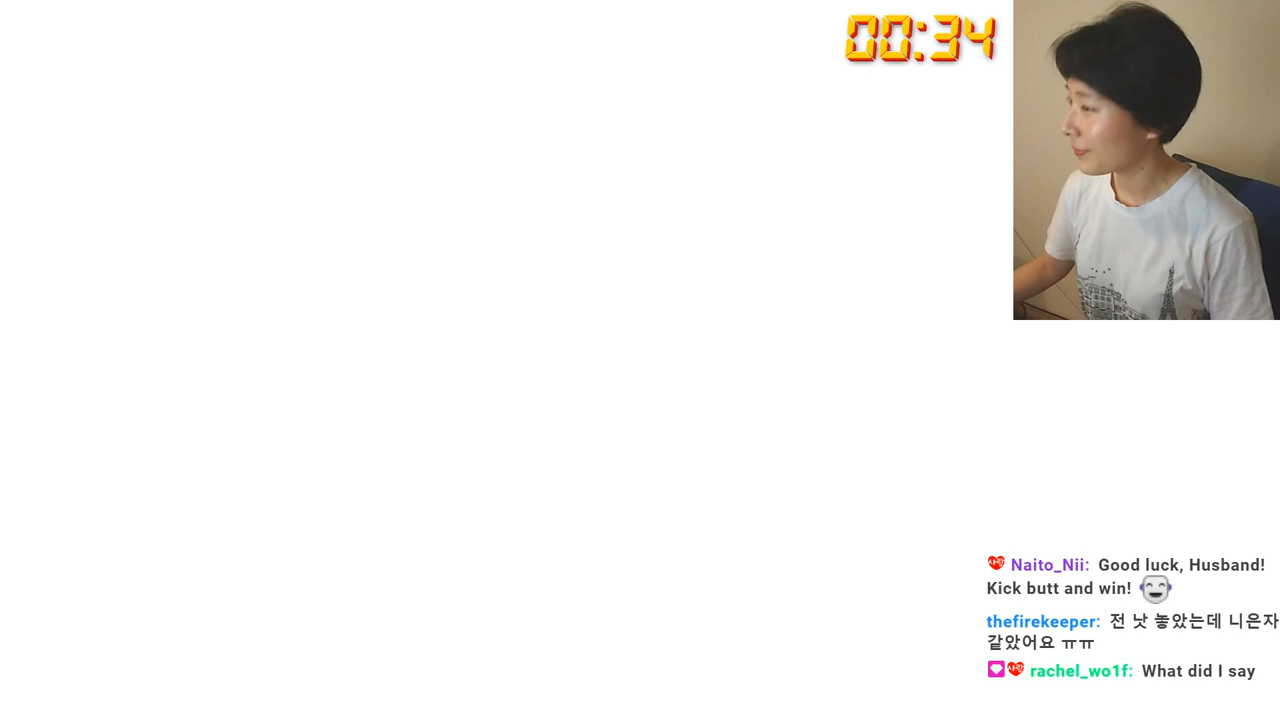 00:34
Naito_Nii: Good luck, Husband!
Kick butt and win!
thefirekeeper: 전 낫 놓았는데 니은자
같았어요 ㅠㅠ
rachel_wo1f: What did I say